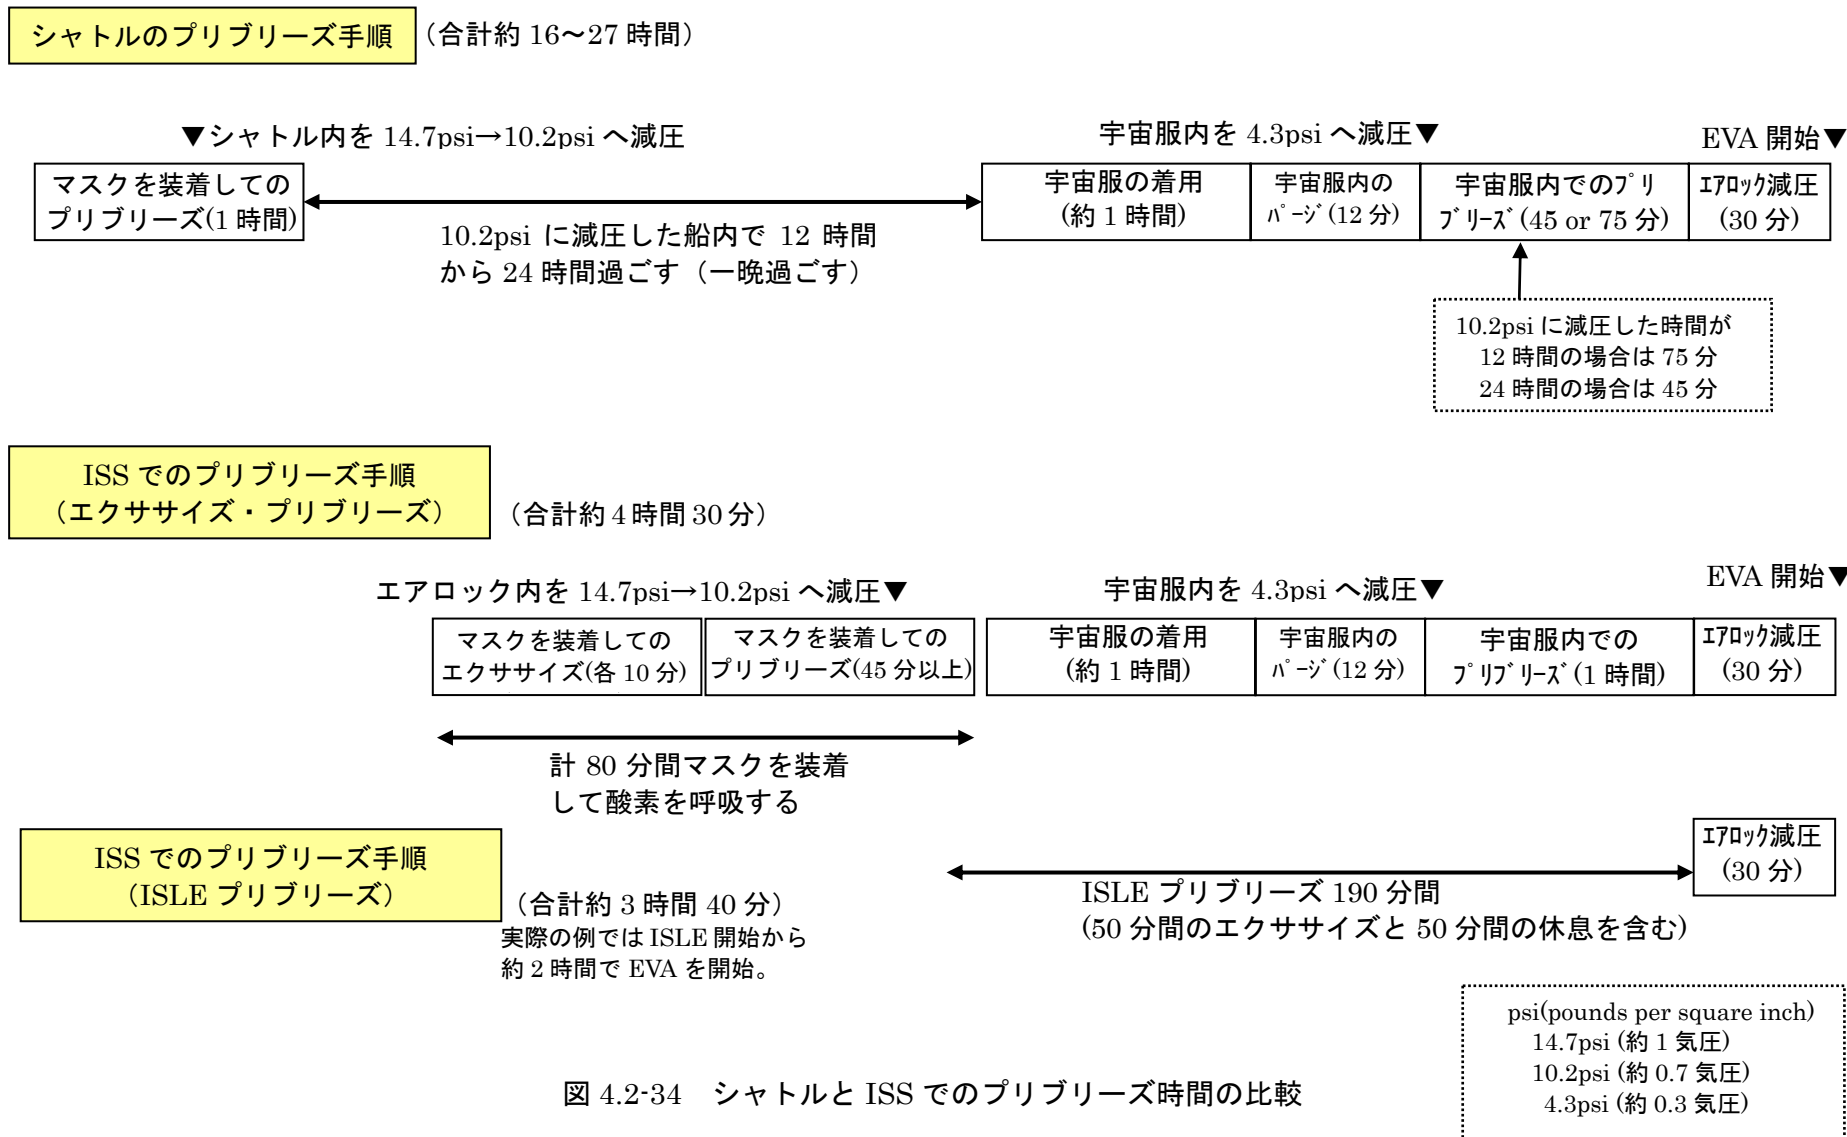 シャトルのプリブリーズ手順
（合計約 16～27 時間）
▼シャトル内を 14.7psi→10.2psi へ減圧
宇宙服内を 4.3psi へ減圧▼
EVA 開始▼
マスクを装着しての
プリブリーズ(1 時間)
宇宙服の着用
(約 1 時間)
宇宙服内の
ﾊﾟｰｼﾞ(12 分)
宇宙服内でのﾌﾟﾘ
ﾌﾞﾘｰｽﾞ(45 or 75 分)
ｴｱﾛｯｸ減圧
(30 分)
10.2psi に減圧した船内で 12 時間
から 24 時間過ごす（一晩過ごす）
10.2psi に減圧した時間が
12 時間の場合は 75 分
24 時間の場合は 45 分
ISS でのプリブリーズ手順
（エクササイズ・プリブリーズ）
（合計約 4 時間 30 分）
エアロック内を 14.7psi→10.2psi へ減圧▼
宇宙服内を 4.3psi へ減圧▼
EVA 開始▼
マスクを装着しての
エクササイズ(各 10 分)
マスクを装着しての
プリブリーズ(45 分以上)
宇宙服の着用
(約 1 時間)
宇宙服内の
ﾊﾟｰｼﾞ(12 分)
宇宙服内での
ﾌﾟﾘﾌﾞﾘｰｽﾞ(1 時間)
ｴｱﾛｯｸ減圧
(30 分)
計 80 分間マスクを装着
して酸素を呼吸する
ISS でのプリブリーズ手順
（ISLE プリブリーズ）
（合計約 3 時間 40 分）
実際の例では ISLE 開始から
約 2 時間で EVA を開始。
ISLE プリブリーズ 190 分間
(50 分間のエクササイズと 50 分間の休息を含む)
ｴｱﾛｯｸ減圧
(30 分)
psi(pounds per square inch)
14.7psi (約 1 気圧)
10.2psi (約 0.7 気圧)
4.3psi (約 0.3 気圧)
図 4.2-34　シャトルと ISS でのプリブリーズ時間の比較